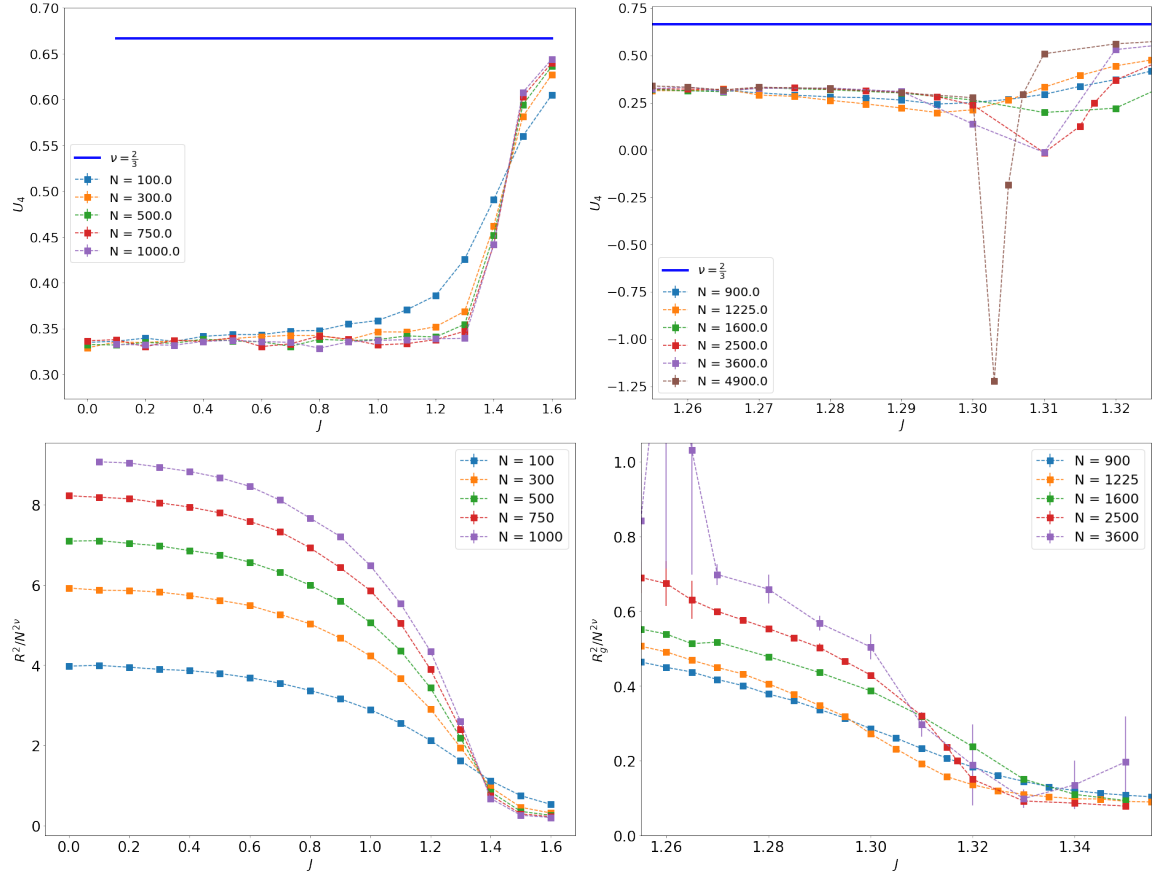 0.70
0.65
0.60
0.55
0.50
0.45
0.40
0.35
0.30
U4
ν = 2/3
N = 100.0
N = 300.0
N = 500.0
N = 750.0
N = 1000.0
0.0 0.2 0.4 0.6 0.8 1.0 1.2 1.4 1.6
J
0.75
0.50
0.25
0.00
−0.25
−0.50
−0.75
−1.00
−1.25
U4
ν = 2/3
N = 900.0
N = 1225.0
N = 1600.0
N = 2500.0
N = 3600.0
N = 4900.0
1.26 1.27 1.28 1.29 1.30 1.31 1.32
J
8
6
4
2
0
R²/N²ᵛ
N = 100
N = 300
N = 500
N = 750
N = 1000
0.0 0.2 0.4 0.6 0.8 1.0 1.2 1.4 1.6
J
1.0
0.8
0.6
0.4
0.2
0.0
R²g/N²ᵛ
N = 900
N = 1225
N = 1600
N = 2500
N = 3600
1.26 1.28 1.30 1.32 1.34
J